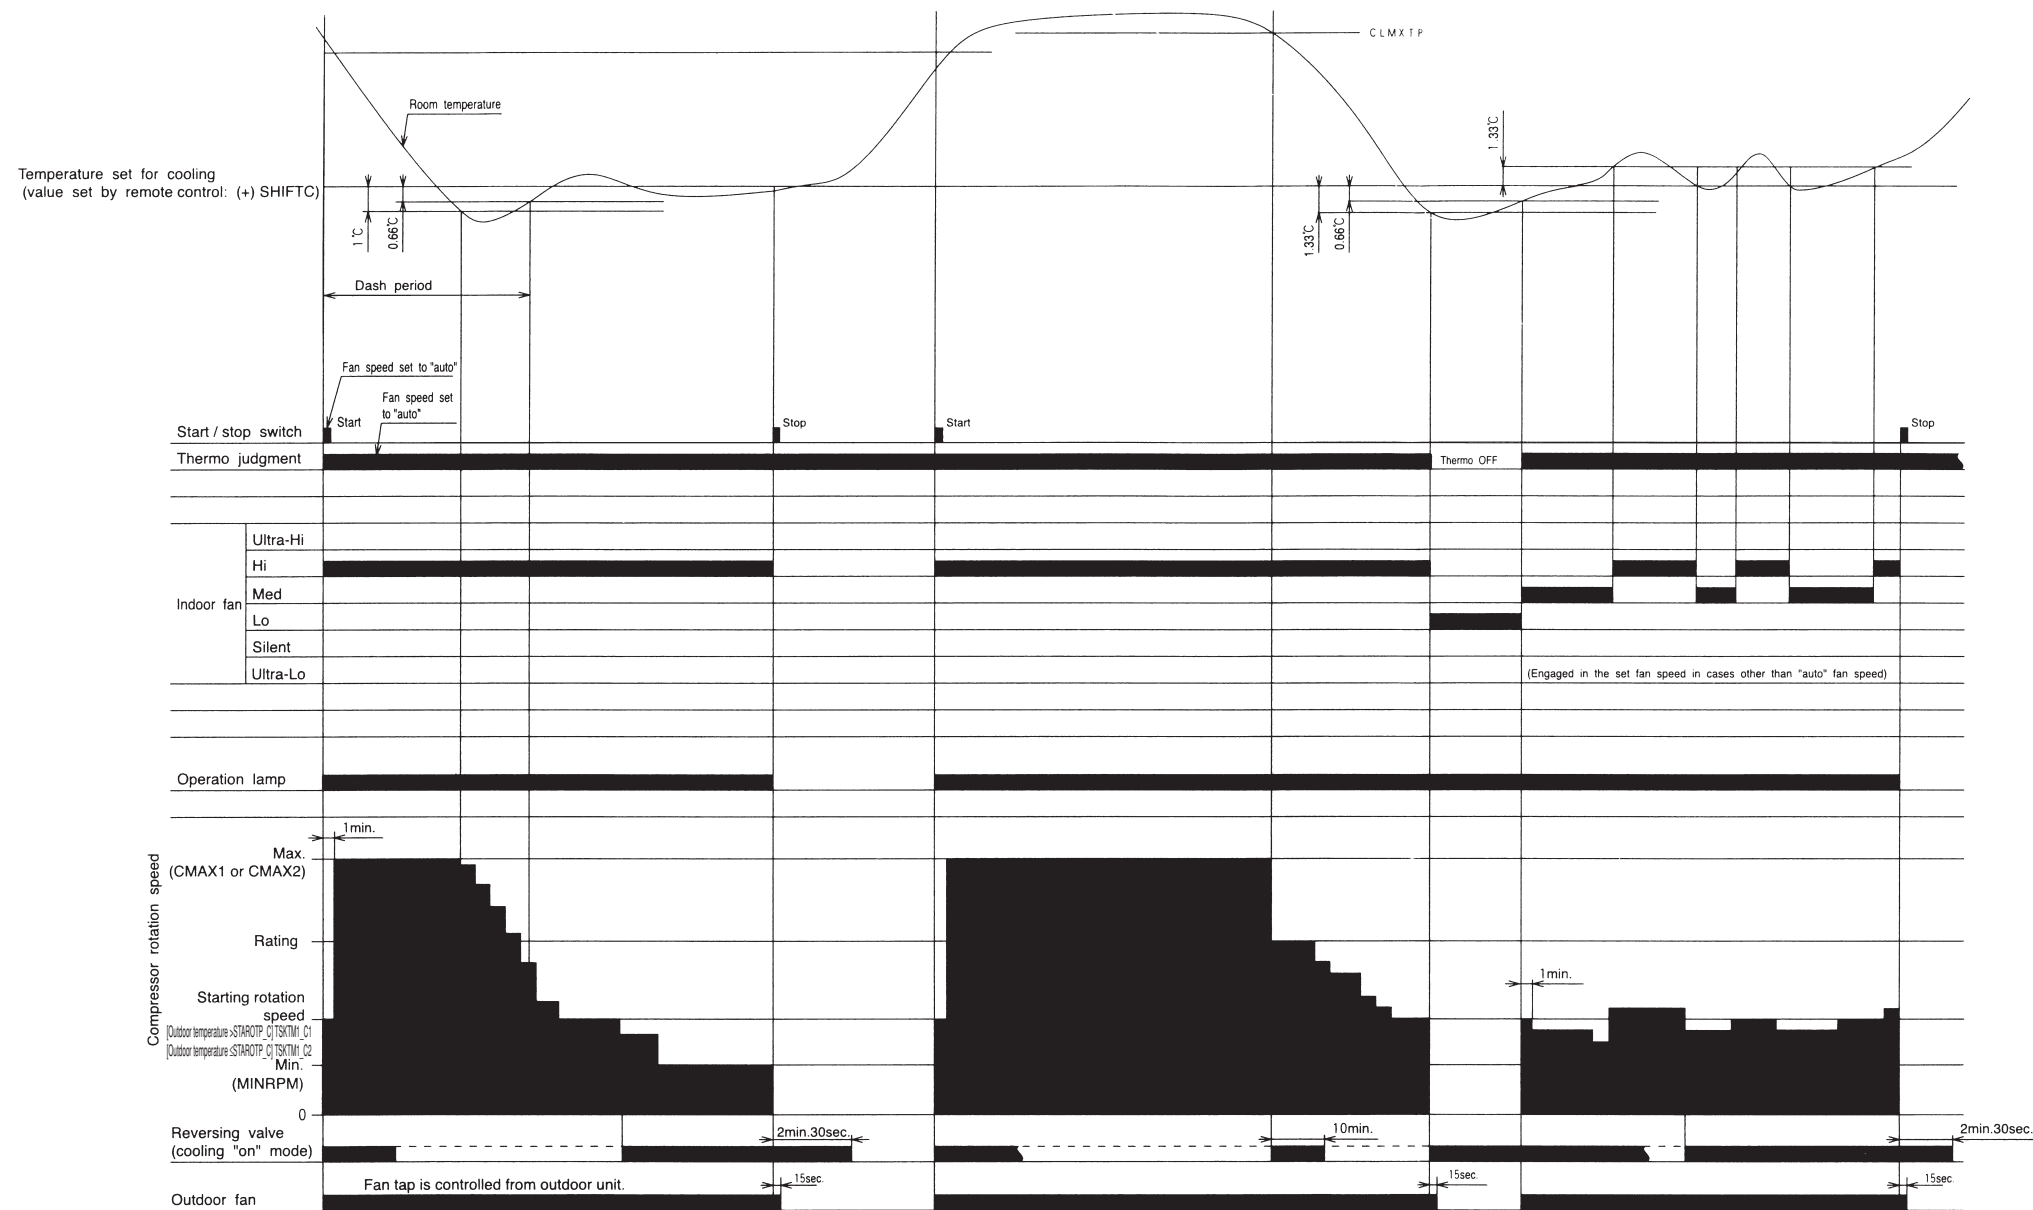 CLMXTP
Room temperature
1.33℃
Temperature set for cooling
(value set by remote control: (+) SHIFTC)
1℃
0.66℃
1.33℃
0.66℃
Dash period
Fan speed set to "auto"
Fan speed set
to "auto"
Start
Stop
Start
Stop
Start / stop switch
Thermo judgment
Thermo OFF
Indoor fan
Ultra-Hi
Hi
Med
Lo
Silent
Ultra-Lo
(Engaged in the set fan speed in cases other than "auto" fan speed)
Operation lamp
1min.
Compressor rotation speed
Max.
(CMAX1 or CMAX2)
Rating
1min.
Starting rotation
speed
[Outdoor temperature >STAROTP_C] TSKTM1_C1
[Outdoor temperature ≤STAROTP_C] TSKTM1_C2
Min.
(MINRPM)
0
Reversing valve
(cooling "on" mode)
2min.30sec.
10min.
2min.30sec.
Fan tap is controlled from outdoor unit.
15sec.
15sec.
15sec.
Outdoor fan